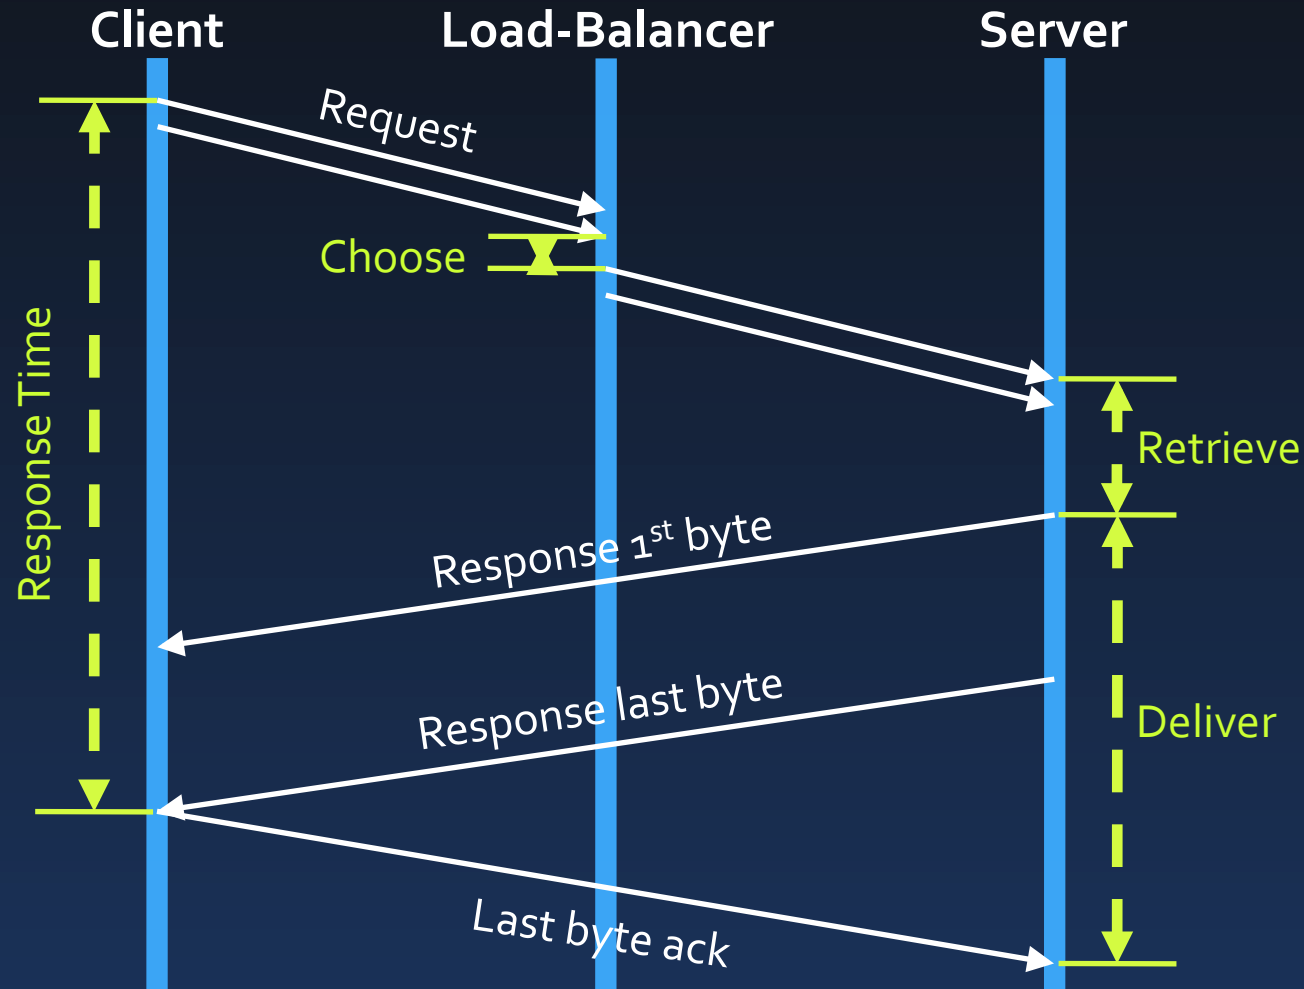 Client
Load-Balancer
Server
Request
Choose
Response Time
Retrieve
Response 1st byte
Response last byte
Deliver
Last byte ack